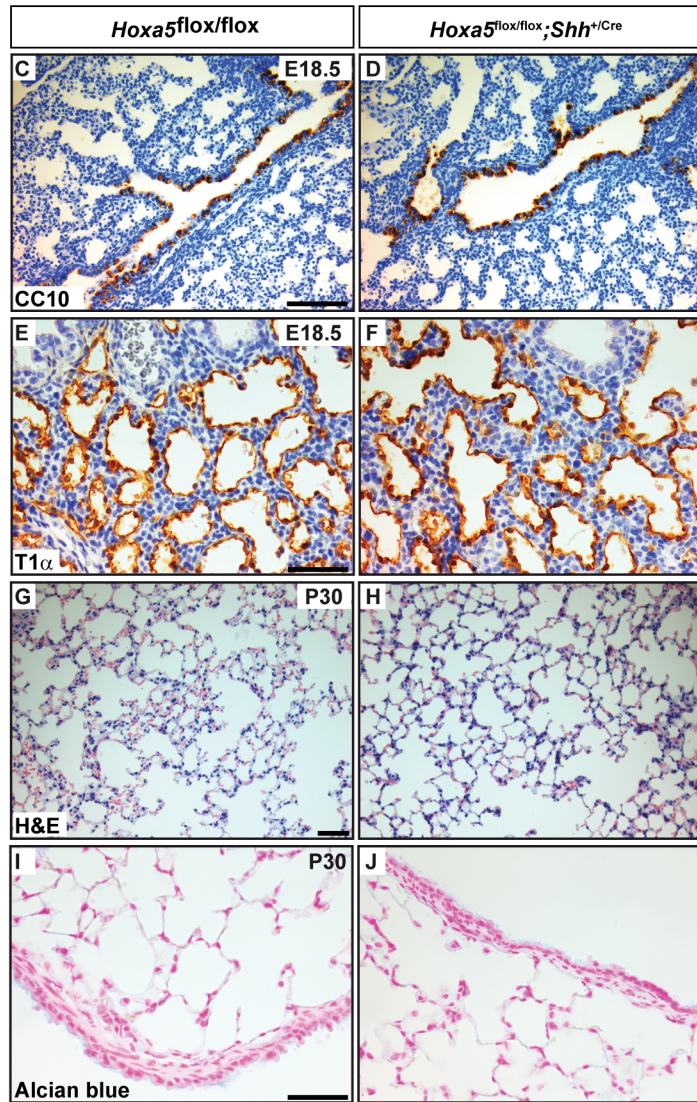 Hoxa5flox/flox
Hoxa5flox/flox;Shh+/Cre
C E18.5
D
CC10
E E18.5
F
T1α
G P30
H
H&E
I P30
J
Alcian blue